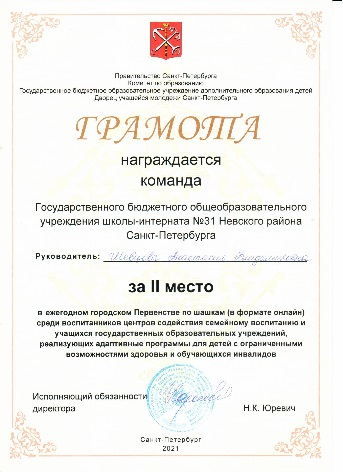 Правительство Санкт-Петербурга
Комитет по образованию
Государственное бюджетное образовательное учреждение дополнительного образования детей
Дворец учащейся молодежи Санкт-Петербурга
ГРАМОТА
награждается
команда
Государственного бюджетного общеобразовательного
учреждения школы-интерната №31 Невского района
Санкт-Петербурга
Руководитель:
за II место
в ежегодном городском Первенстве по шашкам (в формате онлайн)
среди воспитанников центров содействия семейному воспитанию и
учащихся государственных образовательных учреждений,
реализующих адаптивные программы для детей с ограниченными
возможностями здоровья и обучающихся инвалидов
Исполняющий обязанности
директора
Н.К. Юревич
Санкт-Петербург
2021